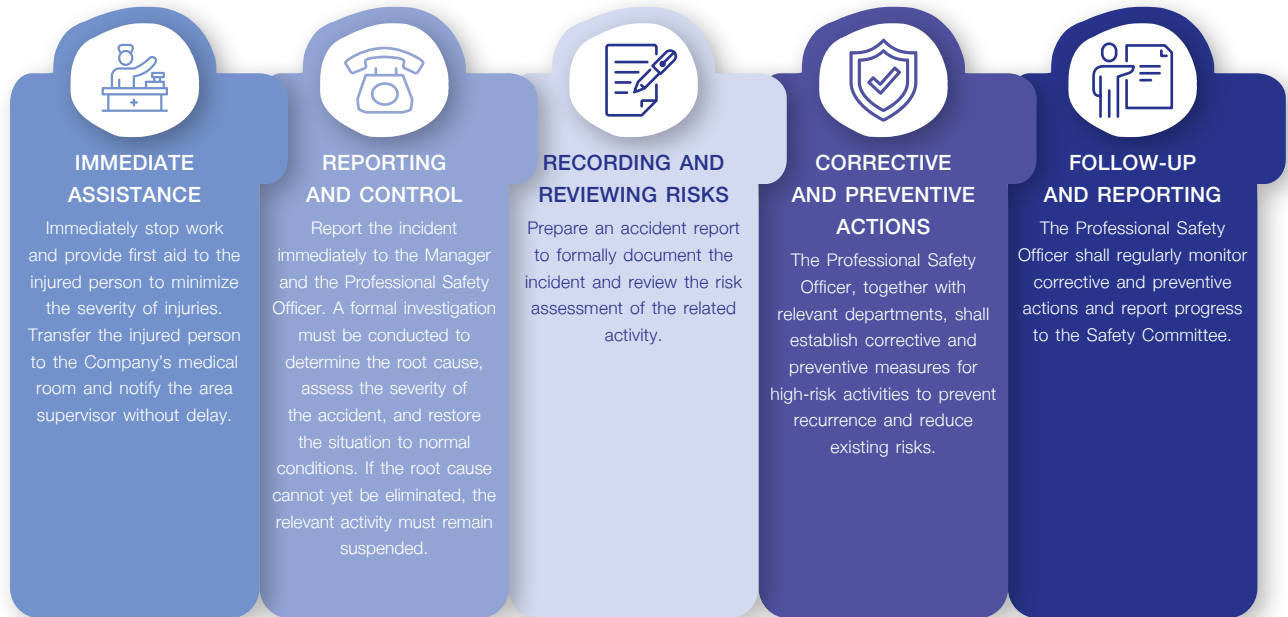 IMMEDIATE
ASSISTANCE
Immediately stop work
and provide first aid to the
injured person to minimize
the severity of injuries.
Transfer the injured person
to the Company's medical
room and notify the area
supervisor without delay.
REPORTING
AND CONTROL
Report the incident
immediately to the Manager
and the Professional Safety
Officer. A formal investigation
must be conducted to
determine the root cause,
assess the severity of
the accident, and restore
the situation to normal
conditions. If the root cause
cannot yet be eliminated, the
relevant activity must remain
suspended.
RECORDING AND
REVIEWING RISKS
Prepare an accident report
to formally document the
incident and review the risk
assessment of the related
activity.
CORRECTIVE
AND PREVENTIVE
ACTIONS
The Professional Safety
Officer, together with
relevant departments, shall
establish corrective and
preventive measures for
high-risk activities to prevent
recurrence and reduce
existing risks.
FOLLOW-UP
AND REPORTING
The Professional Safety
Officer shall regularly monitor
corrective and preventive
actions and report progress
to the Safety Committee.